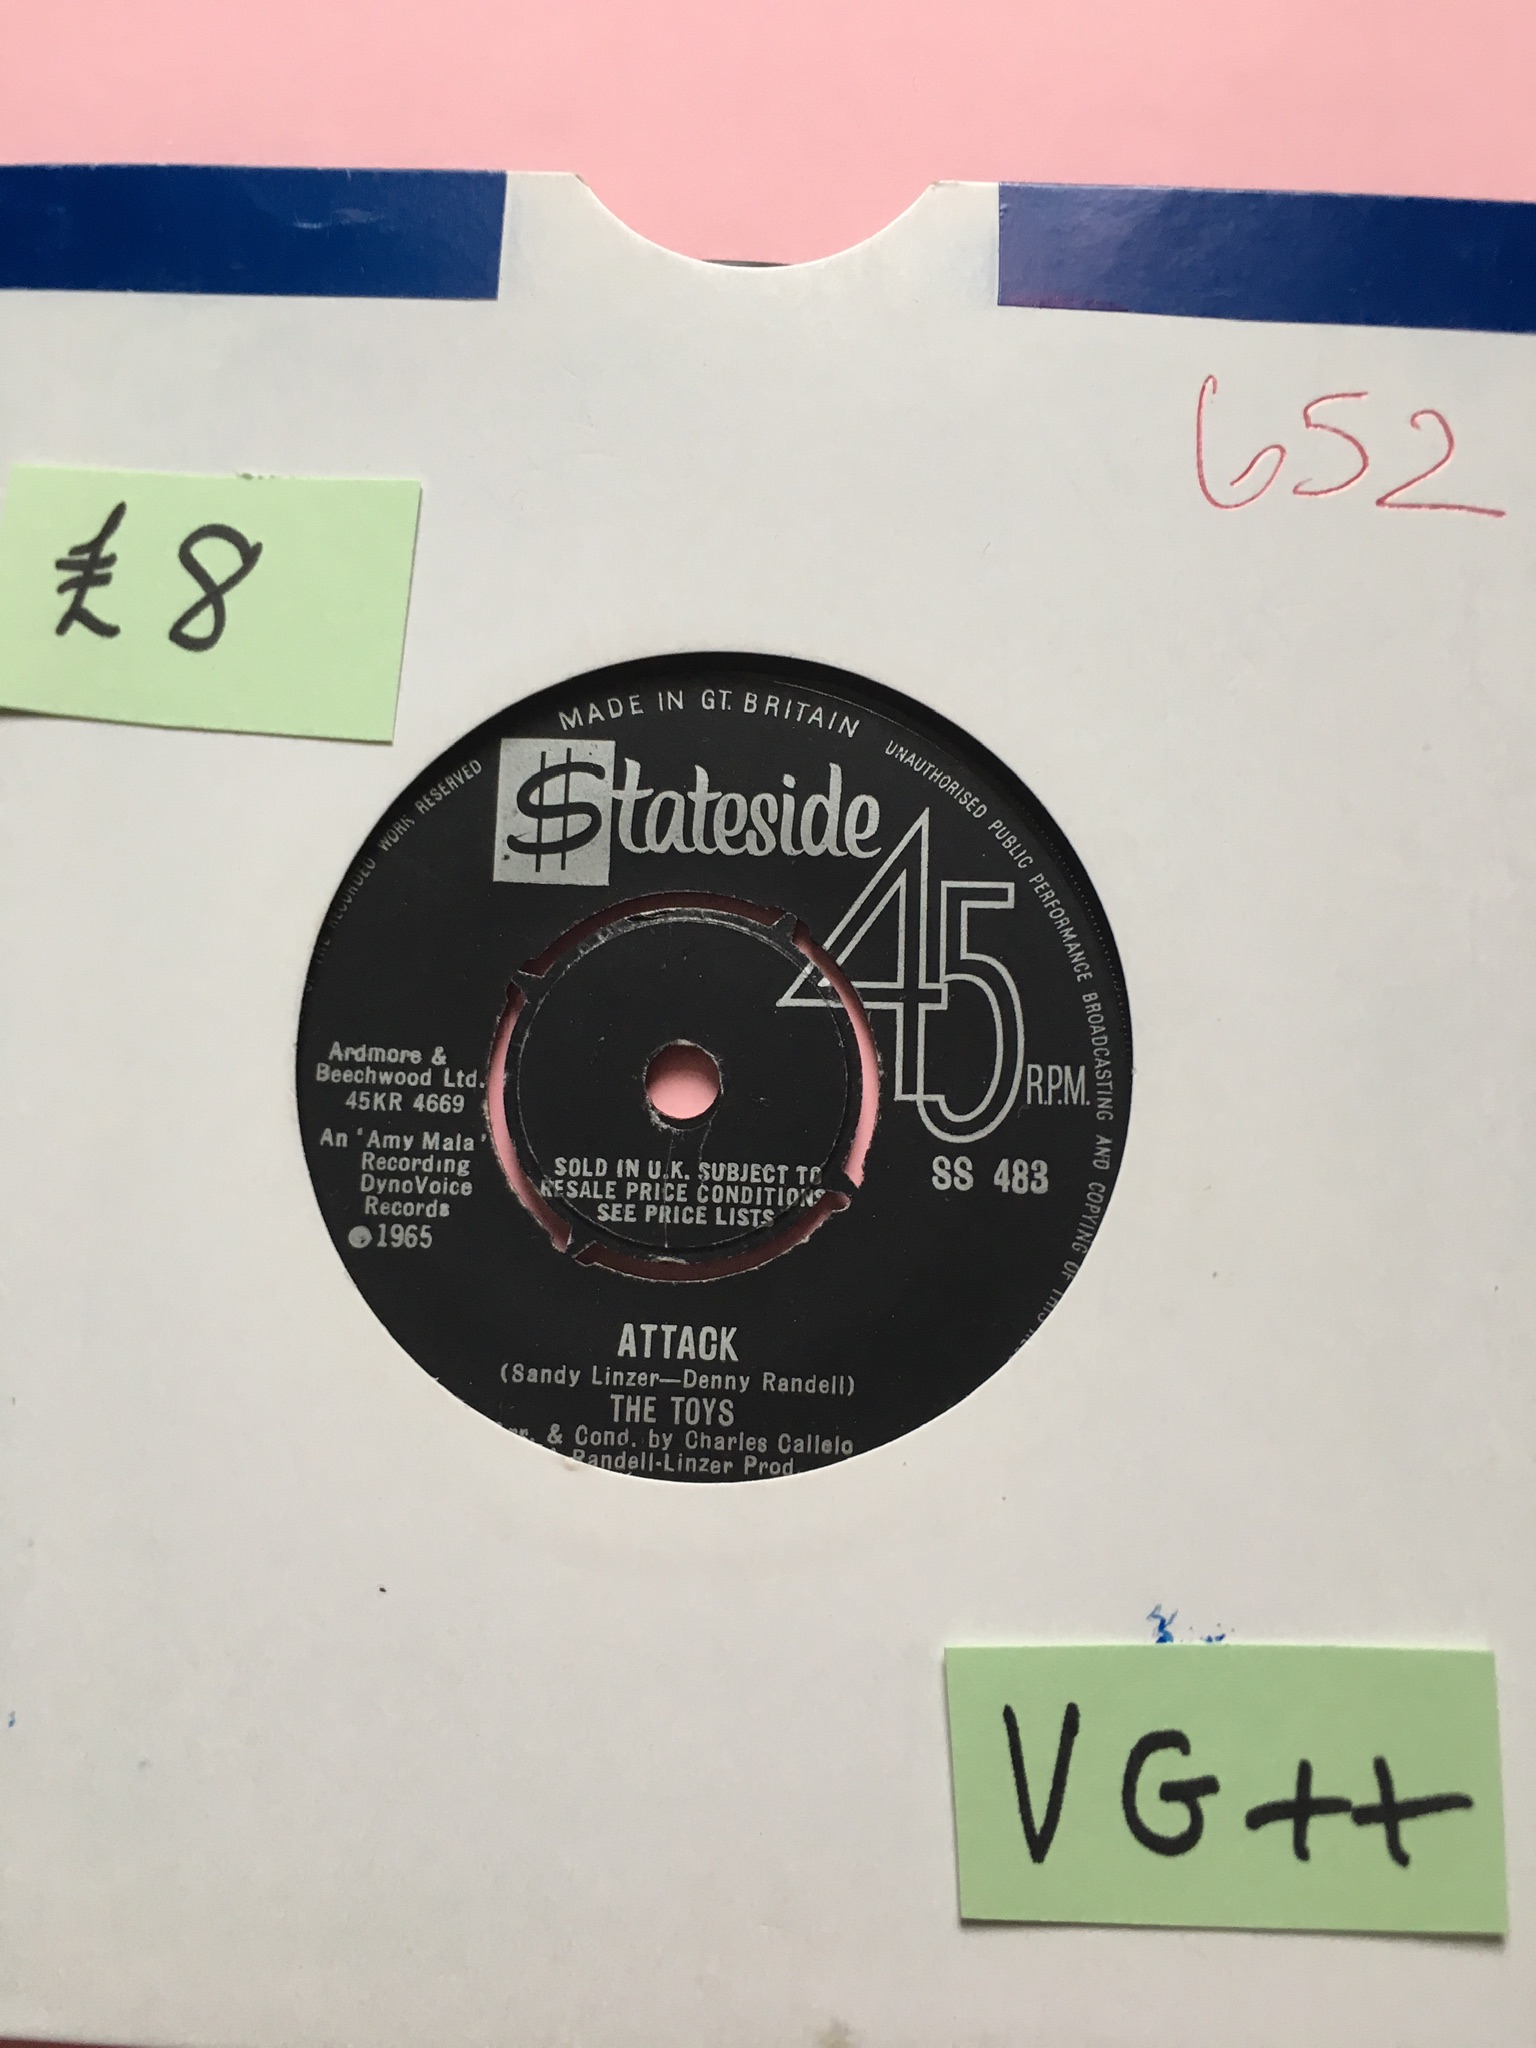 652
£8
MADE IN GT. BRITAIN
UNAUTHORISED PUBLIC PERFORMANCE BROADCASTING AND COPYING OF THIS
RECORDED WORK RESERVED
Stateside
45
R.P.M.
SS 483
Ardmore &
Beechwood Ltd.
45KR 4669
An 'Amy Mala'
Recording
DynoVoice
Records
℗ 1965
SOLD IN U.K. SUBJECT TO
RESALE PRICE CONDITIONS
SEE PRICE LISTS
ATTACK
(Sandy Linzer—Denny Randell)
THE TOYS
& Cond. by Charles Callelo
Randell-Linzer Prod.
VG++